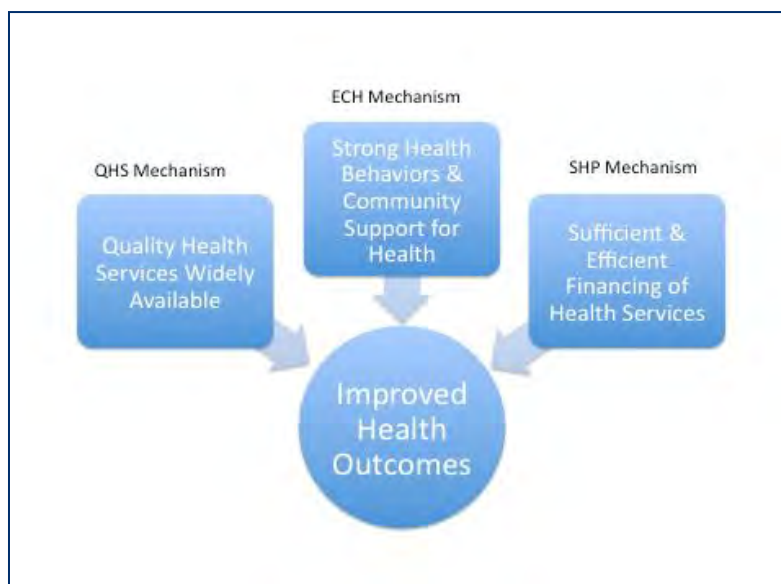 ECH Mechanism
Strong Health
Behaviors &
Community
Support for
Health
QHS Mechanism
Quality Health
Services Widely
Available
SHP Mechanism
Sufficient &
Efficient
Financing of
Health Services
Improved
Health
Outcomes